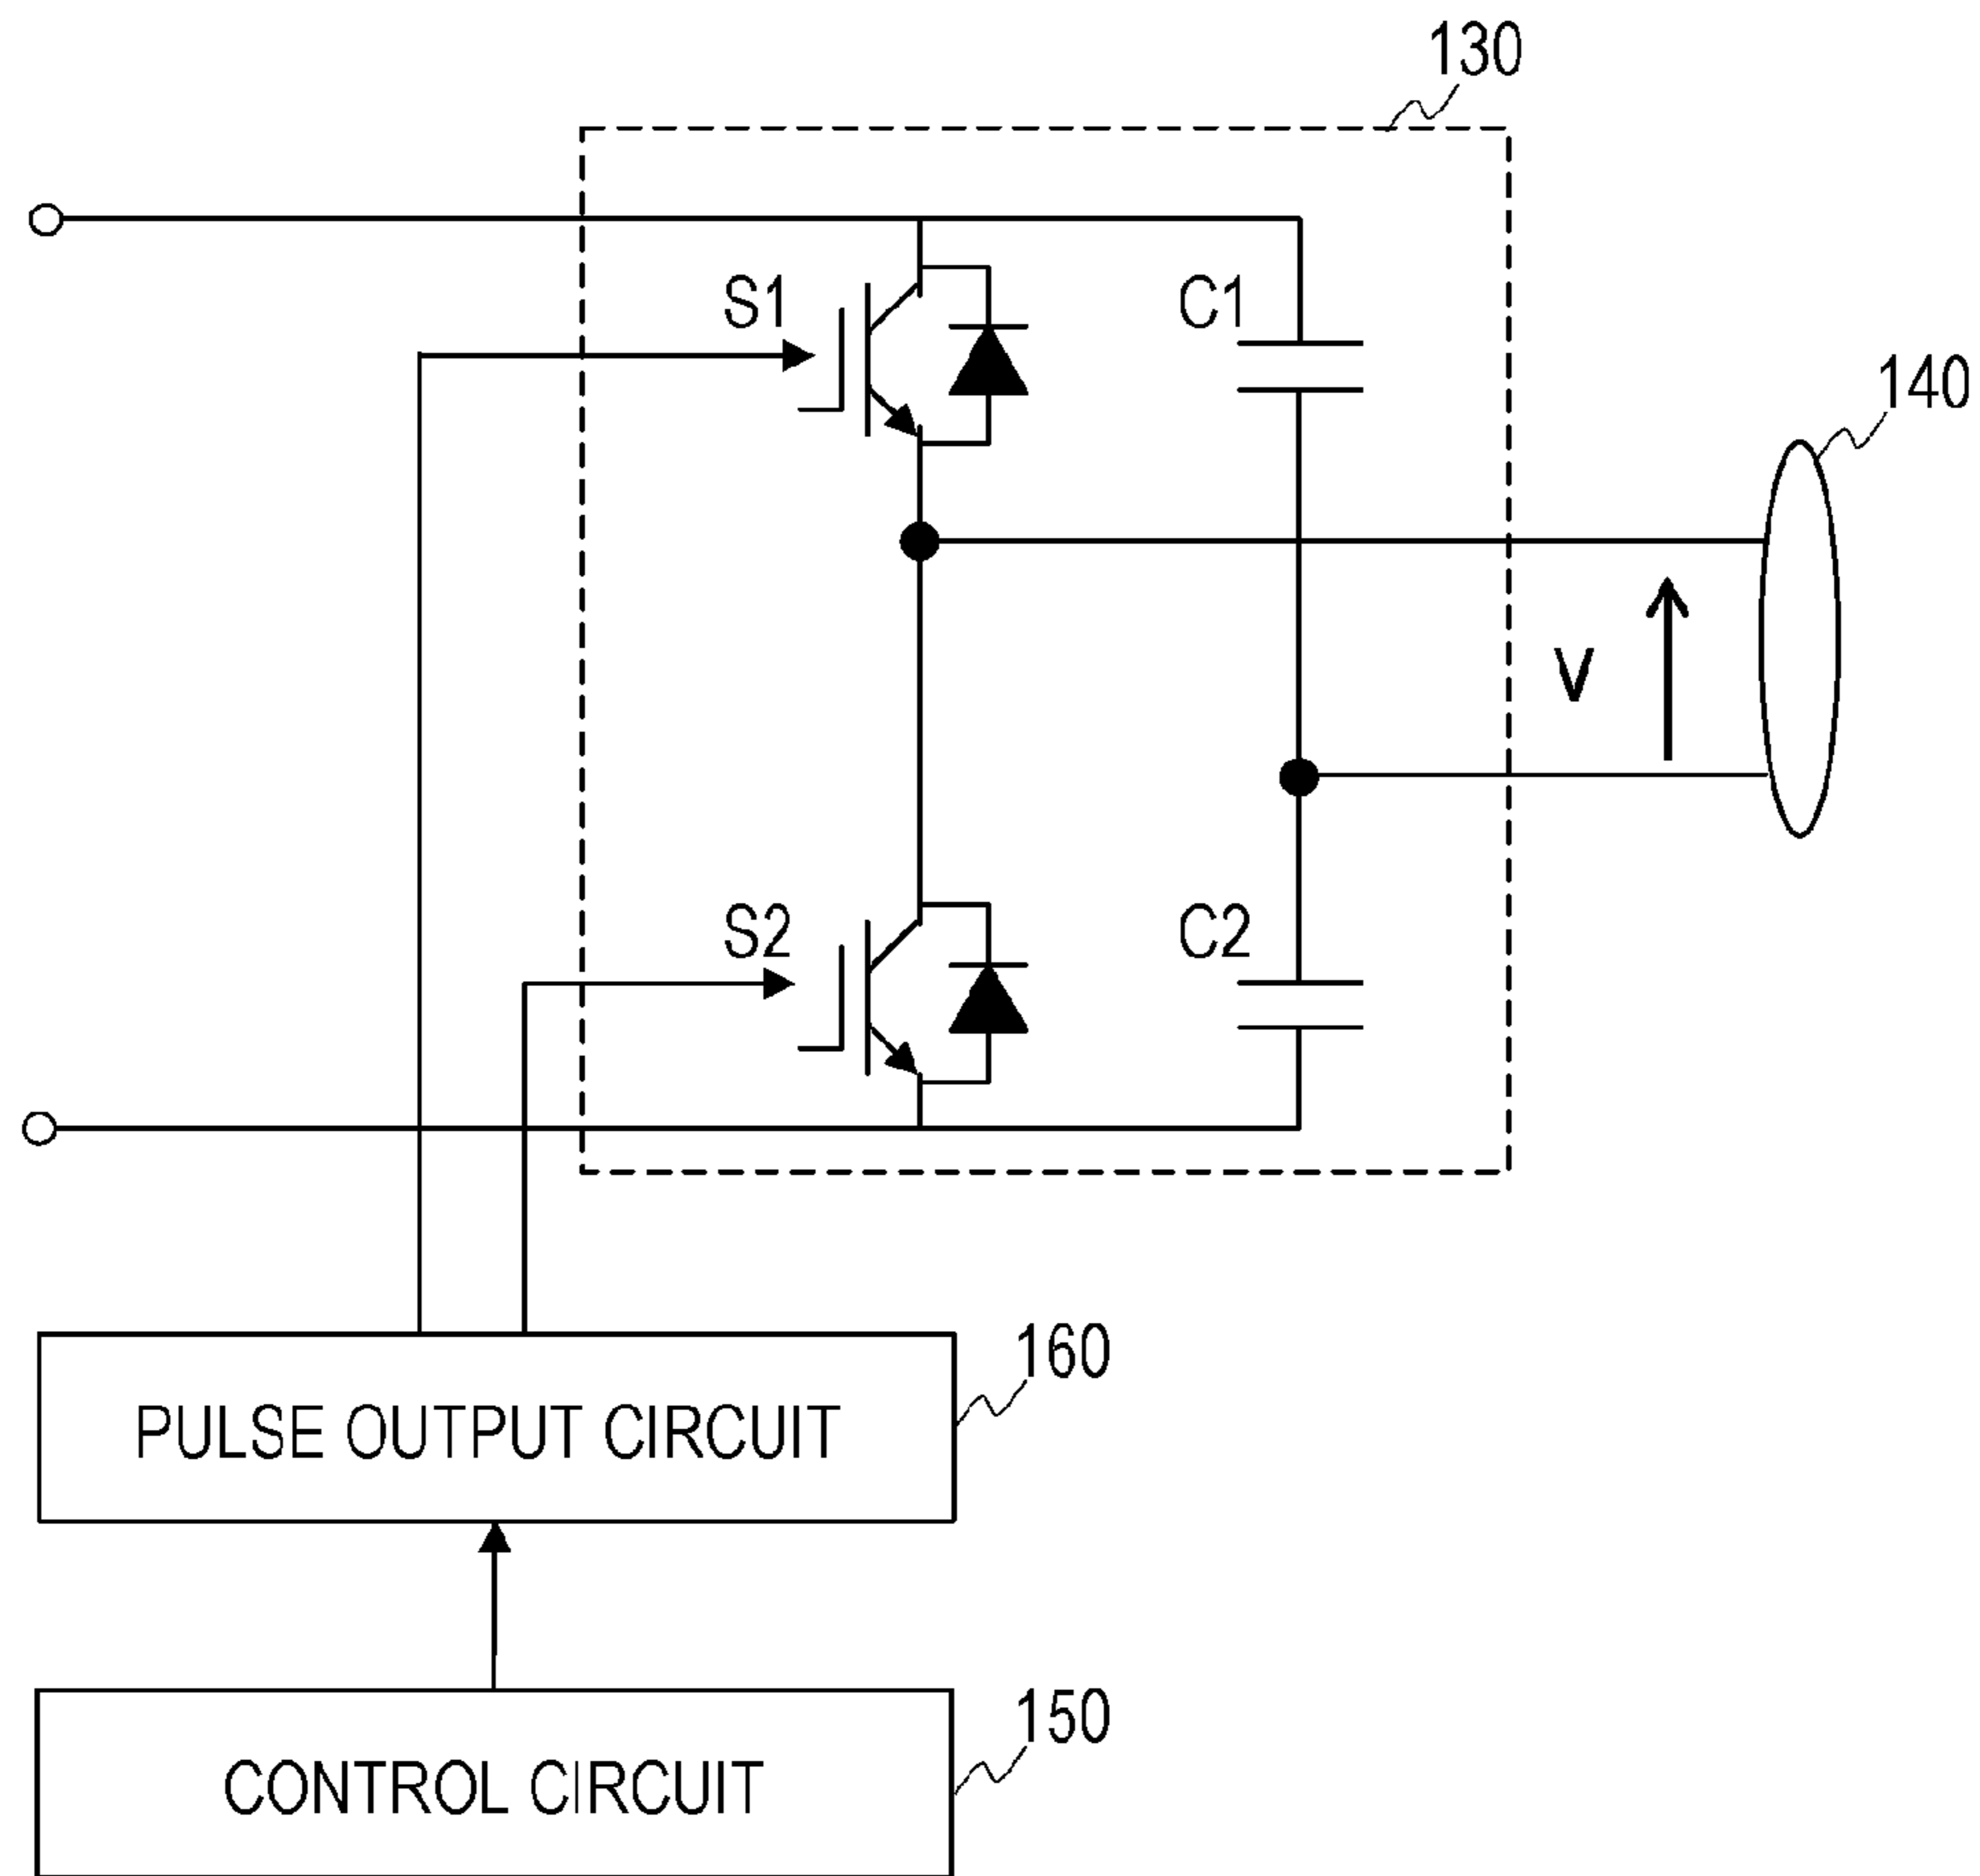 130
S1
C1
140
V
S2
C2
160
PULSE OUTPUT CIRCUIT
150
CONTROL CIRCUIT